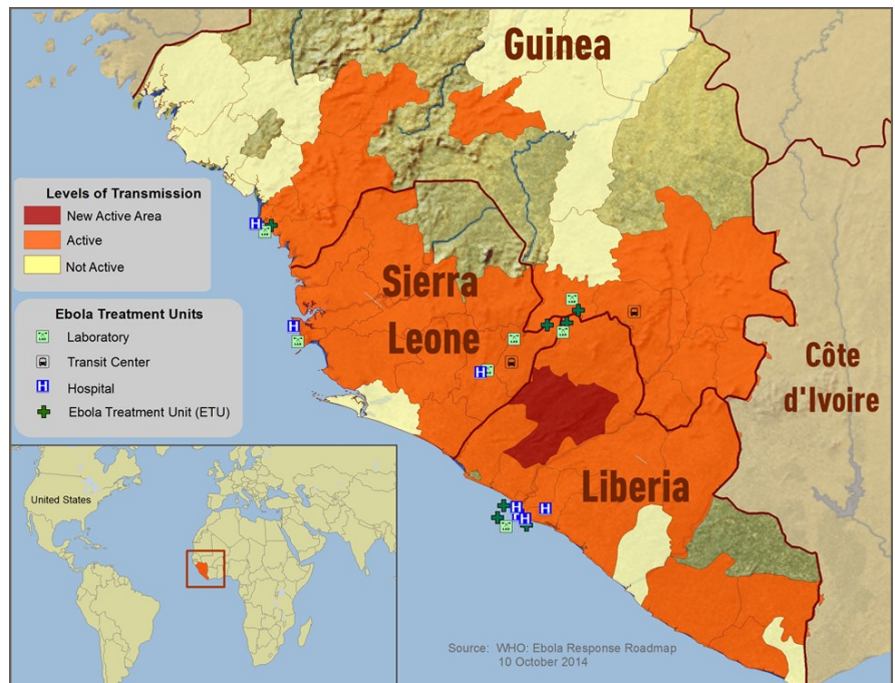 Guinea
Levels of Transmission
New Active Area
Active
Not Active
Ebola Treatment Units
Laboratory
Transit Center
Hospital
Ebola Treatment Unit (ETU)
Sierra
Leone
Côte
d'Ivoire
Liberia
United States
Source: WHO: Ebola Response Roadmap
10 October 2014